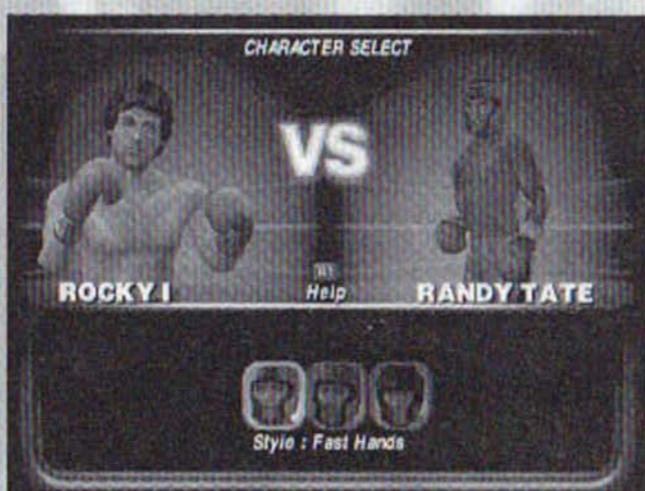 CHARACTER SELECT
VS
ROCKY I
Help
RANDY TATE
Style : Fast Hands